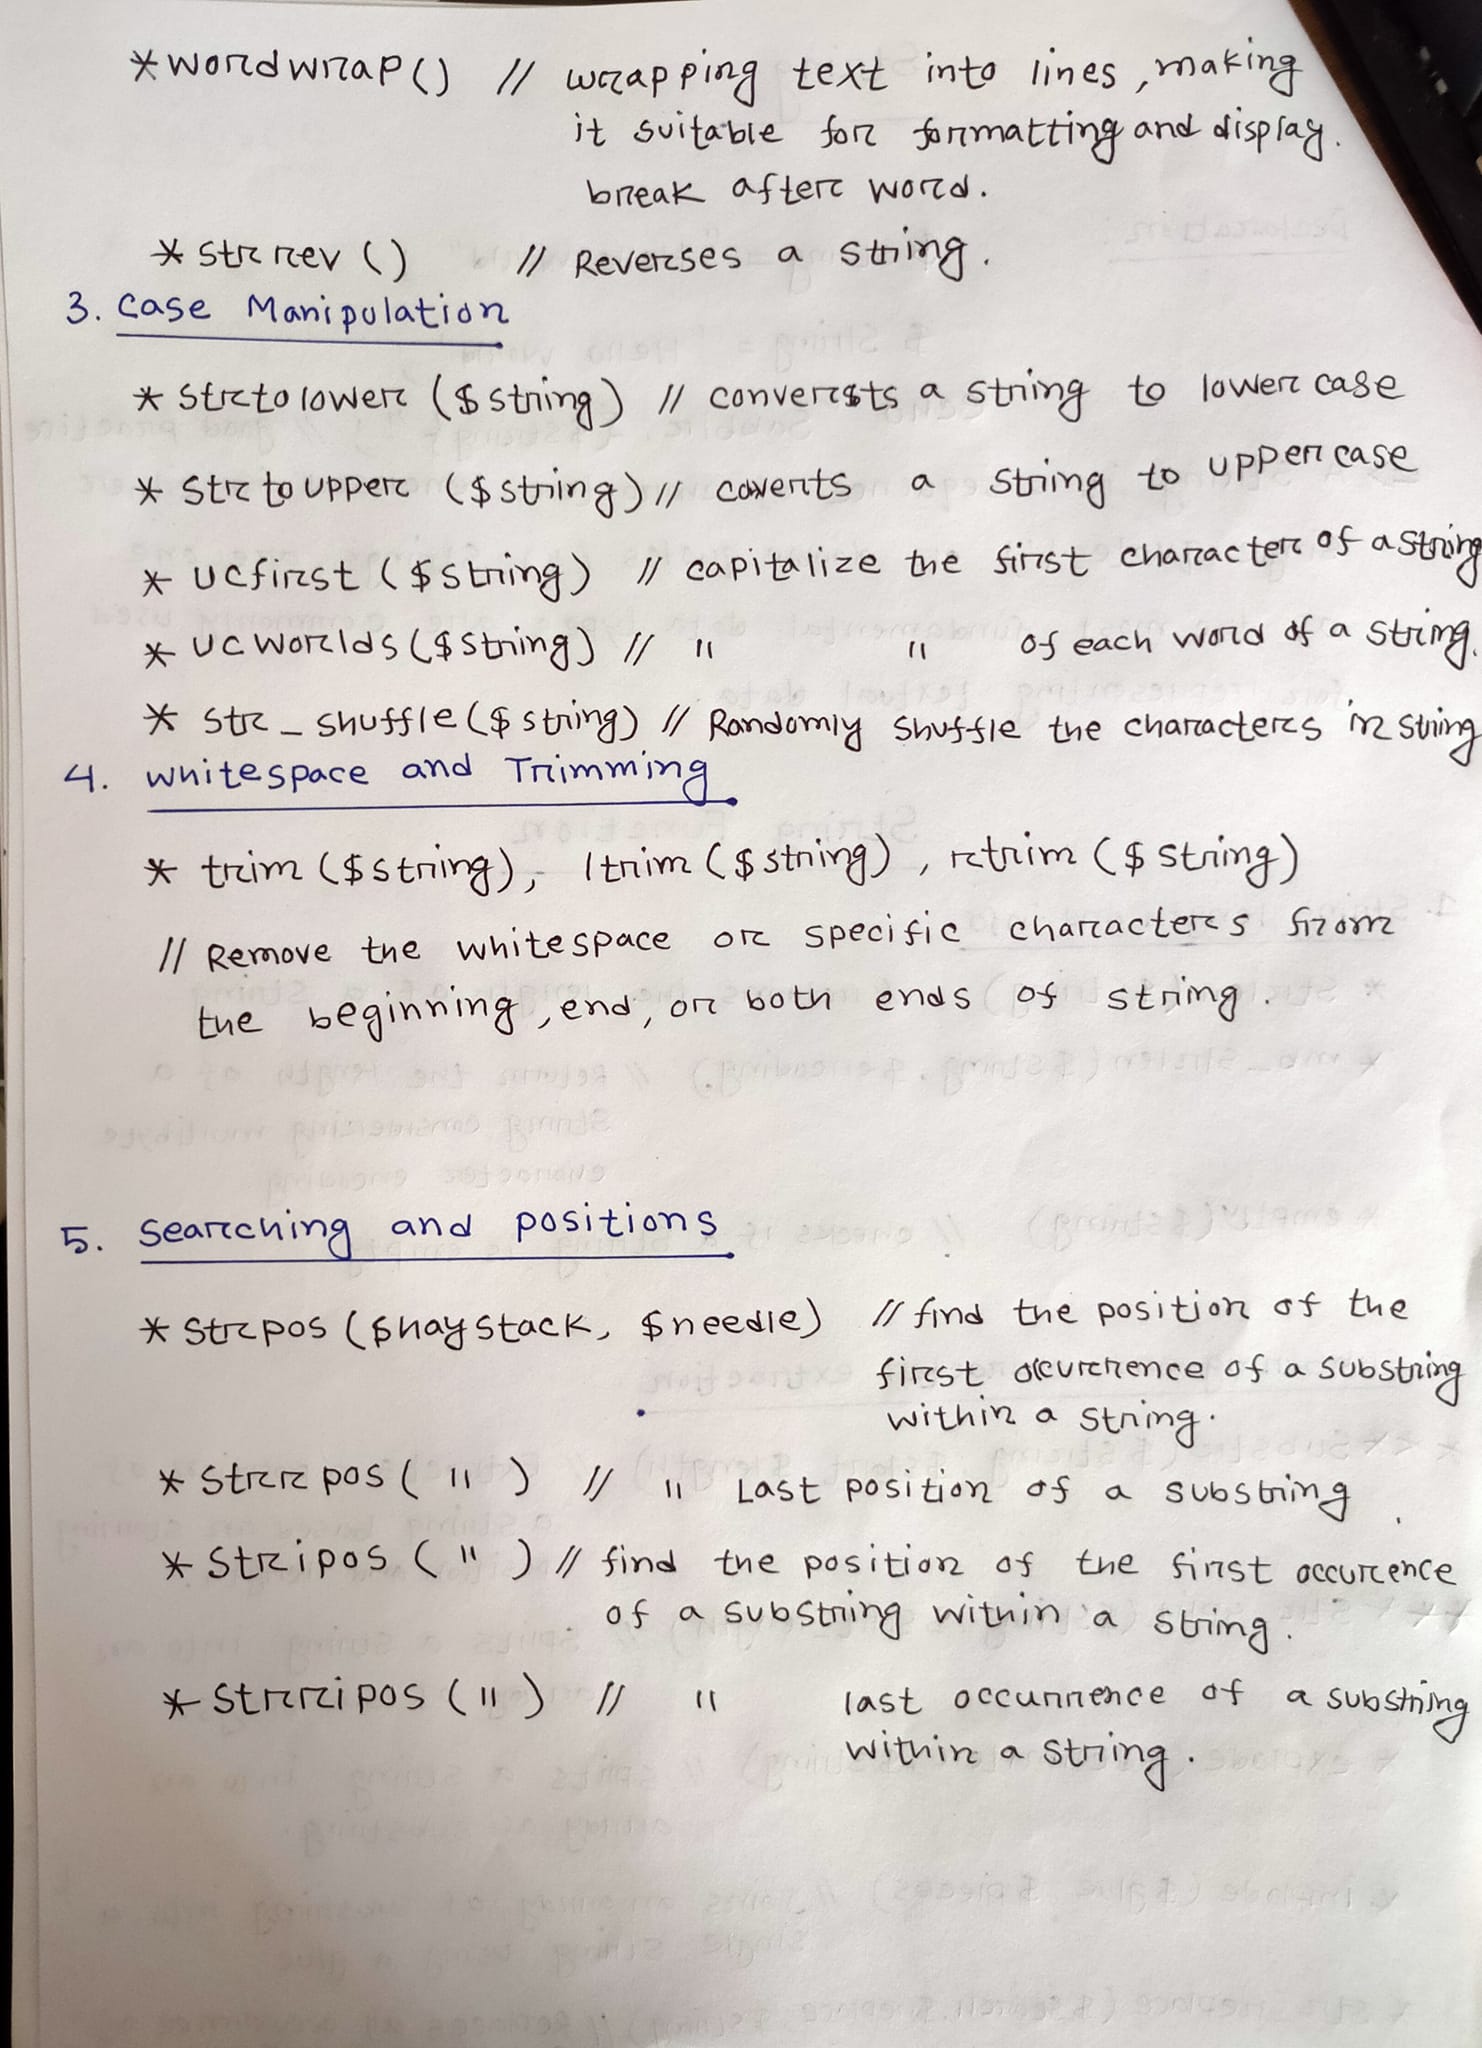 * wordwrap() // wrapping text into lines, making
it suitable for formatting and display.
break after word.
* strrev () // Reverses a string.
3. Case Manipulation
* strtolower ($string) // converests a string to lower case
* strtoupper ($string) // coverts a string to uppercase
* ucfirst ($string) // capitalize the first character of a string
* ucworlds ($string) // " " of each word of a string.
* str_shuffle ($string) // Randomly shuffle the characters in string
4. Whitespace and Trimming
* trim ($string), ltrim ($string), rtrim ($string)
// Remove the whitespace or specific characters from
the beginning, end, or both ends of string.
5. Searching and positions
* strpos ($haystack, $needle) // find the position of the
first occurrence of a substring
within a string.
* strrpos ( " ) // " Last position of a substring.
* stripos ( " ) // find the position of the first occurence
of a substring within a string.
* strripos ( " ) // " last occurrence of a substring
within a string.